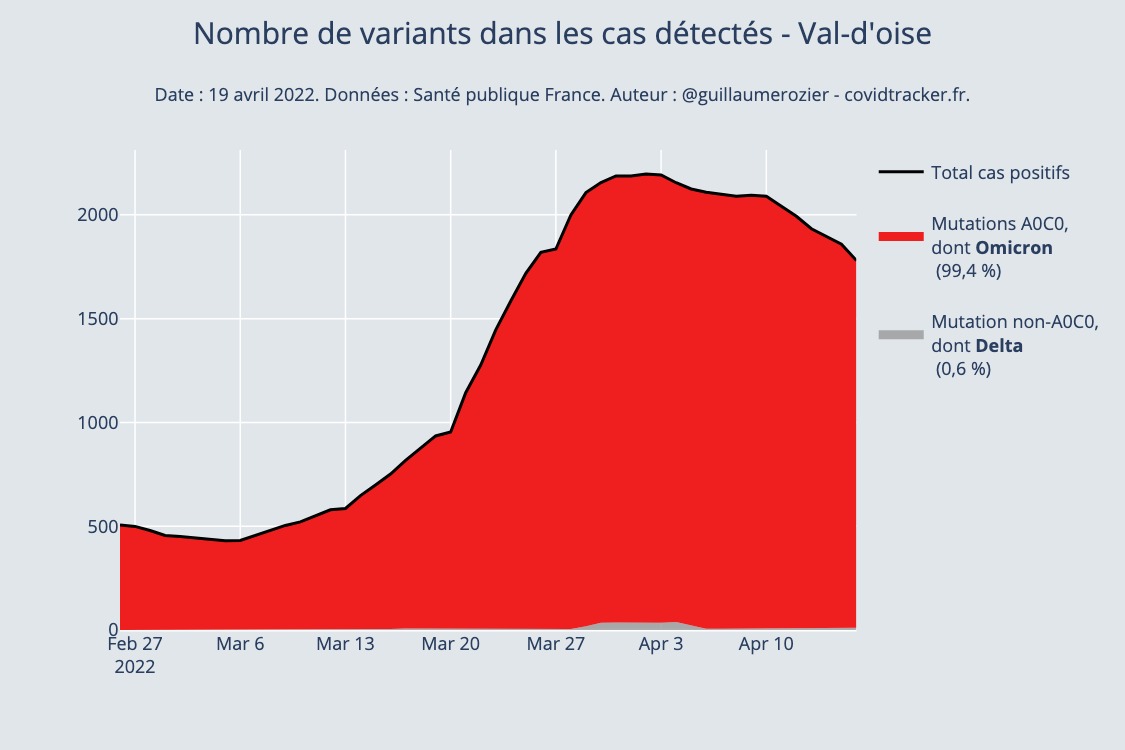 Nombre de variants dans les cas détectés - Val-d'oise
Date : 19 avril 2022. Données : Santé publique France. Auteur : @guillaumerozier - covidtracker.fr.
Total cas positifs
Mutations A0C0,
dont Omicron
(99,4 %)
Mutation non-A0C0,
dont Delta
(0,6 %)
2000
1500
1000
500
0
Feb 27 Mar 6 Mar 13 Mar 20 Mar 27 Apr 3 Apr 10
2022